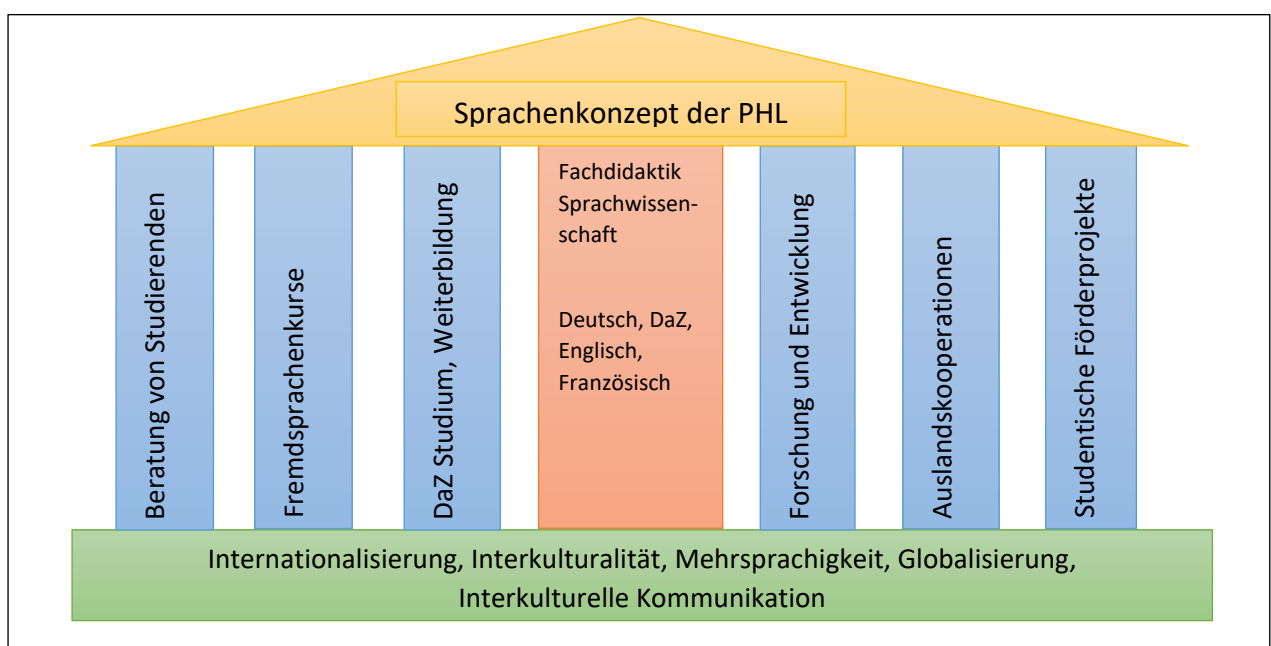 Sprachenkonzept der PHL
Beratung von Studierenden
Fremdsprachenkurse
DaZ Studium, Weiterbildung
Fachdidaktik
Sprachwissen-
schaft
Deutsch, DaZ,
Englisch,
Französisch
Forschung und Entwicklung
Auslandskooperationen
Studentische Förderprojekte
Internationalisierung, Interkulturalität, Mehrsprachigkeit, Globalisierung,
Interkulturelle Kommunikation